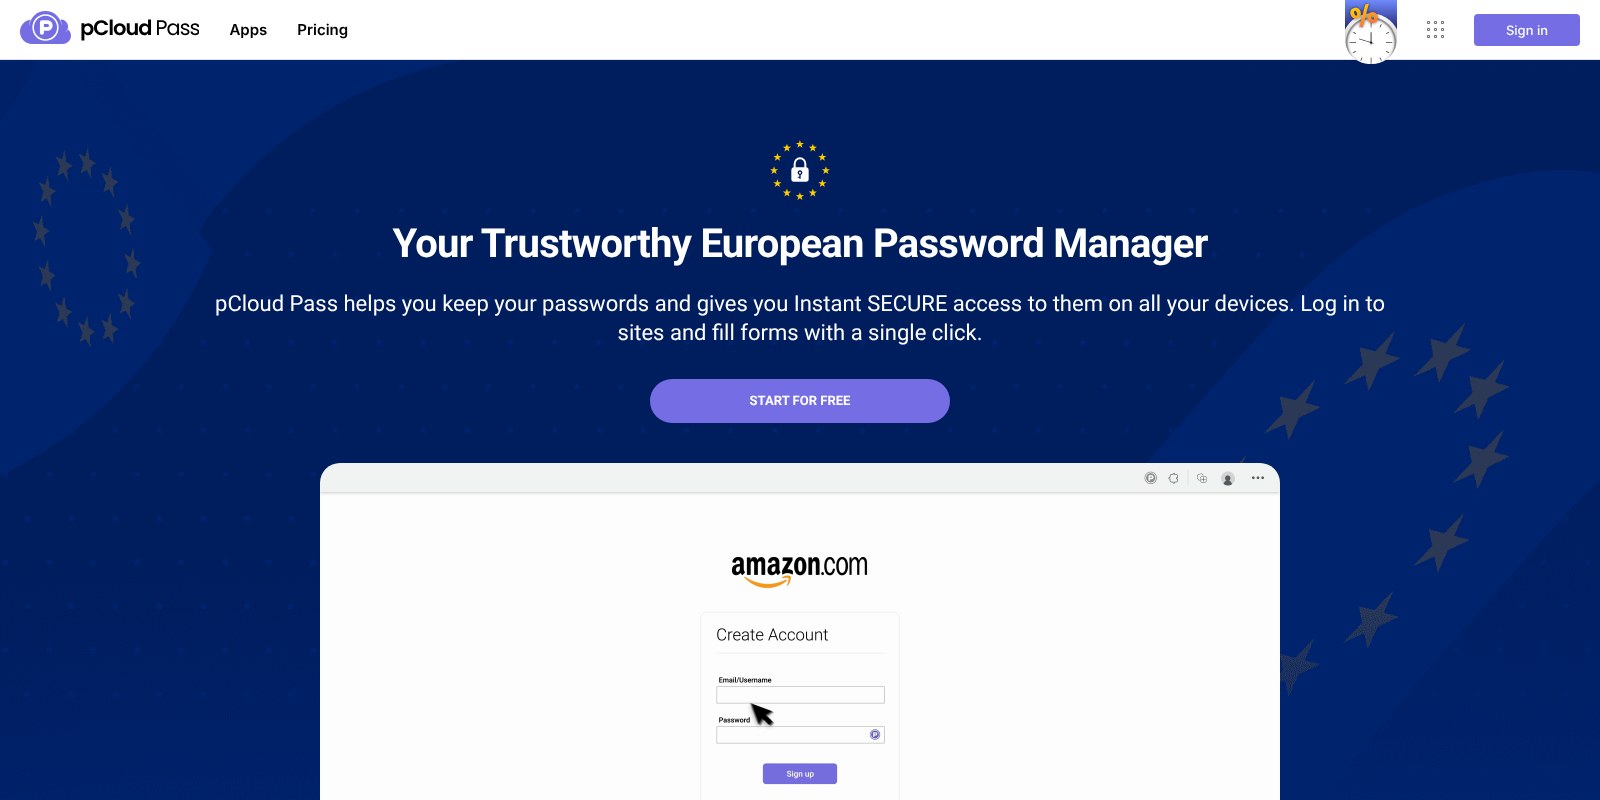 pCloud Pass
Apps
Pricing
%
Sign in
Your Trustworthy European Password Manager
pCloud Pass helps you keep your passwords and gives you Instant SECURE access to them on all your devices. Log in to
sites and fill forms with a single click.
START FOR FREE
amazon.com
Create Account
Email/Username
Password
Sign up